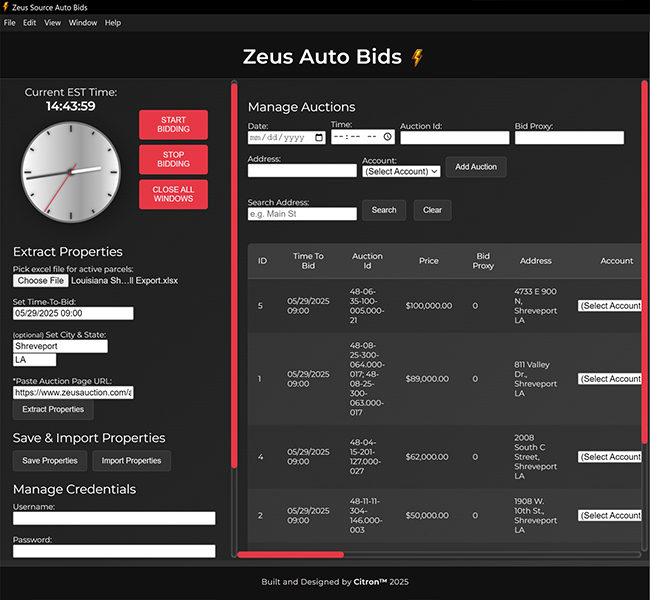 Zeus Source Auto Bids
File Edit View Window Help
Zeus Auto Bids
Current EST Time:
14:43:59
START
BIDDING
STOP
BIDDING
CLOSE ALL
WINDOWS
Extract Properties
Pick excel file for active parcels:
Choose File Louisiana Sh...ll Export.xlsx
Set Time-To-Bid:
05/29/2025 09:00
(optional) Set City & State:
Shreveport
LA
*Paste Auction Page URL:
https://www.zeusauction.com/a
Extract Properties
Save & Import Properties
Save Properties Import Properties
Manage Credentials
Username:
Password:
Manage Auctions
Date: Time: Auction Id: Bid Proxy:
mm/dd/yyyy --:-- --
Address: Account:
(Select Account) Add Auction
Search Address:
e.g. Main St Search Clear
ID Time To Bid Auction Id Price Bid Proxy Address Account
5 05/29/2025 09:00 48-06-35-100-005.000-21 $100,000.00 0 4733 E 900 N, Shreveport LA (Select Account
1 05/29/2025 09:00 48-08-25-300-064.000-017; 48-08-25-300-063.000-017 $89,000.00 0 811 Valley Dr., Shreveport LA (Select Account
4 05/29/2025 09:00 48-04-15-201-127.000-027 $62,000.00 0 2008 South C Street, Shreveport LA (Select Account
2 05/29/2025 09:00 48-11-11-304-146.000-003 $50,000.00 0 1908 W. 10th St., Shreveport LA (Select Account
Built and Designed by Citron™ 2025